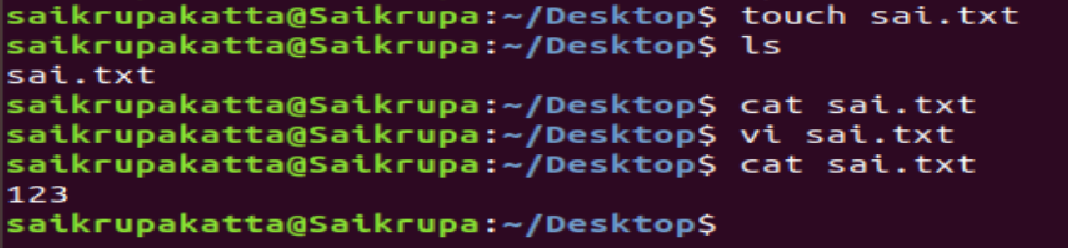 saikrupakatta@Saikrupa:~/Desktop$ touch sai.txt
saikrupakatta@Saikrupa:~/Desktop$ ls
sai.txt
saikrupakatta@Saikrupa:~/Desktop$ cat sai.txt
saikrupakatta@Saikrupa:~/Desktop$ vi sai.txt
saikrupakatta@Saikrupa:~/Desktop$ cat sai.txt
123
saikrupakatta@Saikrupa:~/Desktop$